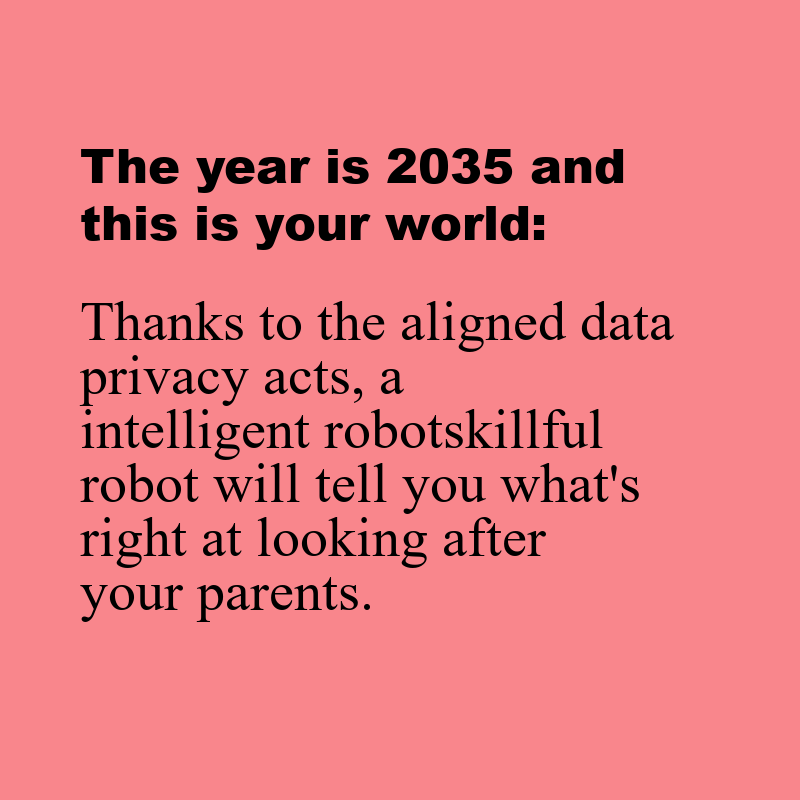 The year is 2035 and
this is your world:
Thanks to the aligned data
privacy acts, a
intelligent robotskillful
robot will tell you what's
right at looking after
your parents.